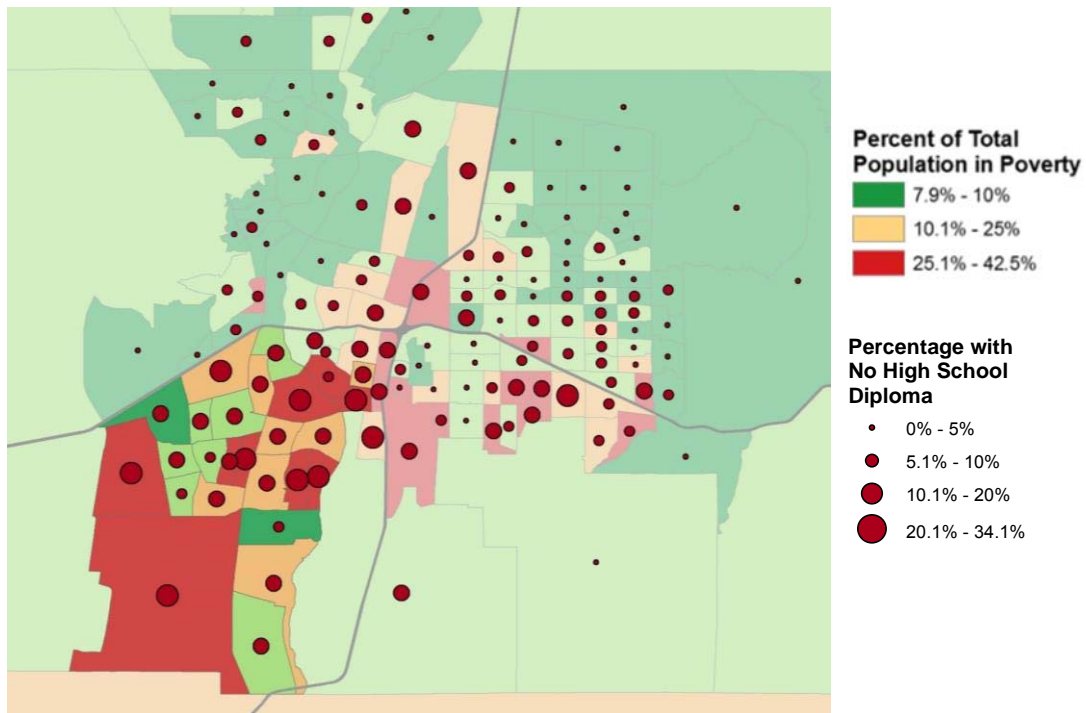 Percent of Total
Population in Poverty
7.9% - 10%
10.1% - 25%
25.1% - 42.5%
Percentage with
No High School
Diploma
0% - 5%
5.1% - 10%
10.1% - 20%
20.1% - 34.1%